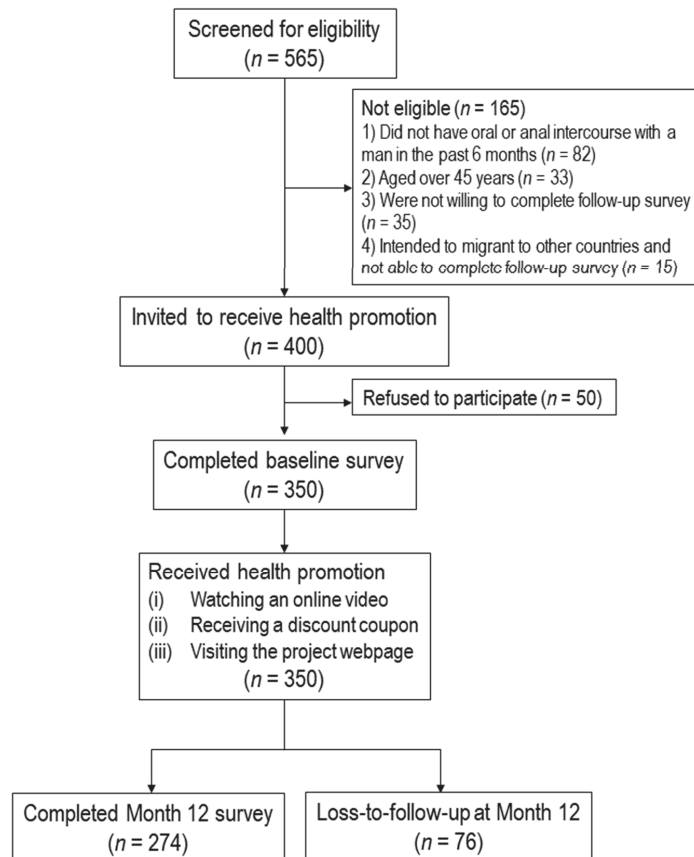 Screened for eligibility
(n = 565)
Not eligible (n = 165)
1) Did not have oral or anal intercourse with a
man in the past 6 months (n = 82)
2) Aged over 45 years (n = 33)
3) Were not willing to complete follow-up survey
(n = 35)
4) Intended to migrant to other countries and
not able to complete follow-up survey (n = 15)
Invited to receive health promotion
(n = 400)
Refused to participate (n = 50)
Completed baseline survey
(n = 350)
Received health promotion
(i) Watching an online video
(ii) Receiving a discount coupon
(iii) Visiting the project webpage
(n = 350)
Completed Month 12 survey
(n = 274)
Loss-to-follow-up at Month 12
(n = 76)